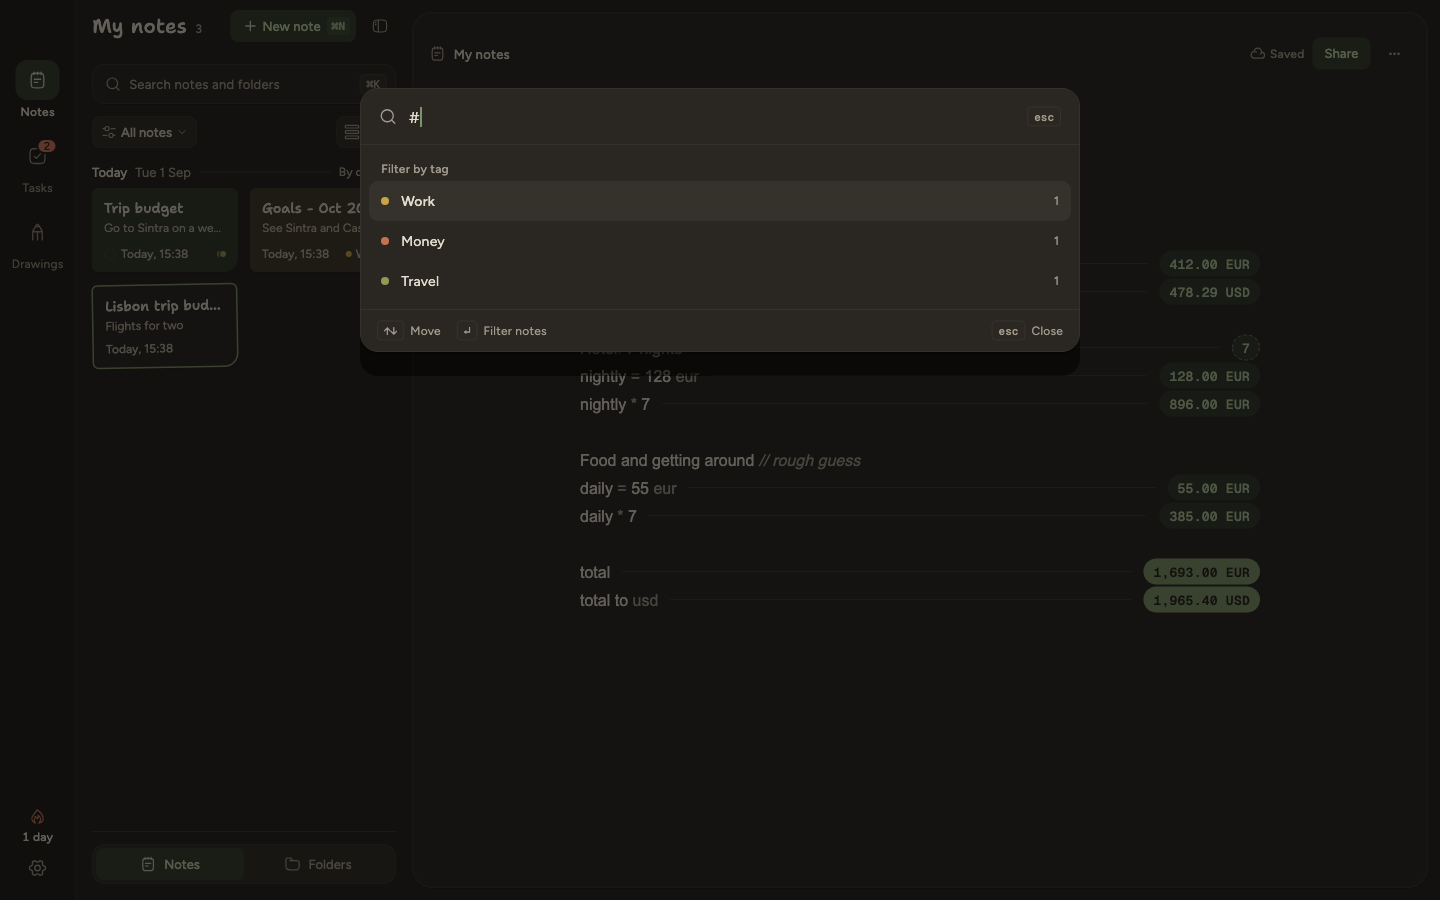 My notes 3
+ New note ⌘N
Notes
Search notes and folders ⌘K
All notes
2
Tasks
Today Tue 1 Sep
By
Trip budget
Go to Sintra on a we...
Today, 15:38
Goals - Oct
See Sintra and
Today, 15:38
Drawings
Lisbon trip bud...
Flights for two
Today, 15:38
1 day
Notes
Folders
My notes
Saved
Share
#
esc
Filter by tag
Work 1
Money 1
Travel 1
Move
Filter notes
esc Close
412.00 EUR
478.29 USD
7
nightly = 128 eur 128.00 EUR
nightly * 7 896.00 EUR
Food and getting around // rough guess
daily = 55 eur 55.00 EUR
daily * 7 385.00 EUR
total 1,693.00 EUR
total to usd 1,965.40 USD